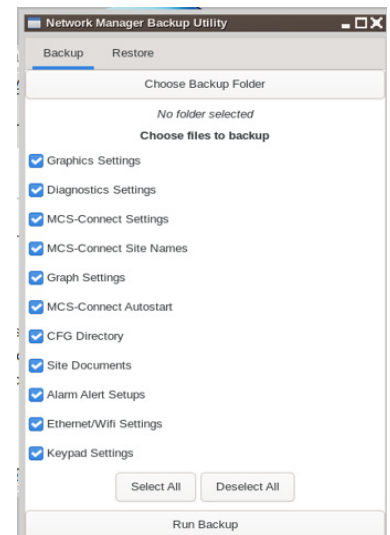 Network Manager Backup Utility
Backup Restore
Choose Backup Folder
No folder selected
Choose files to backup
Graphics Settings
Diagnostics Settings
MCS-Connect Settings
MCS-Connect Site Names
Graph Settings
MCS-Connect Autostart
CFG Directory
Site Documents
Alarm Alert Setups
Ethernet/Wifi Settings
Keypad Settings
Select All Deselect All
Run Backup